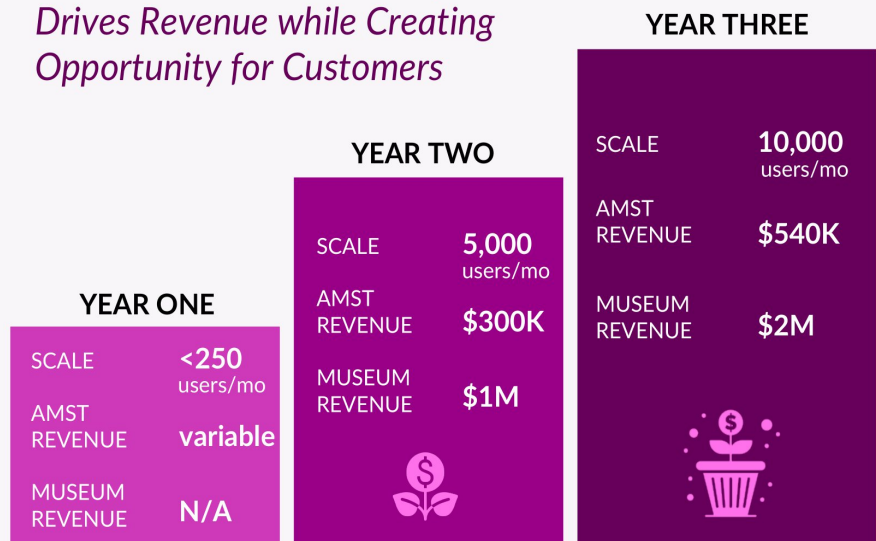 Drives Revenue while Creating
Opportunity for Customers
YEAR ONE
SCALE <250
users/mo
AMST
REVENUE variable
MUSEUM
REVENUE N/A
YEAR TWO
SCALE 5,000
users/mo
AMST
REVENUE $300K
MUSEUM
REVENUE $1M
$
YEAR THREE
SCALE 10,000
users/mo
AMST
REVENUE $540K
MUSEUM
REVENUE $2M
$